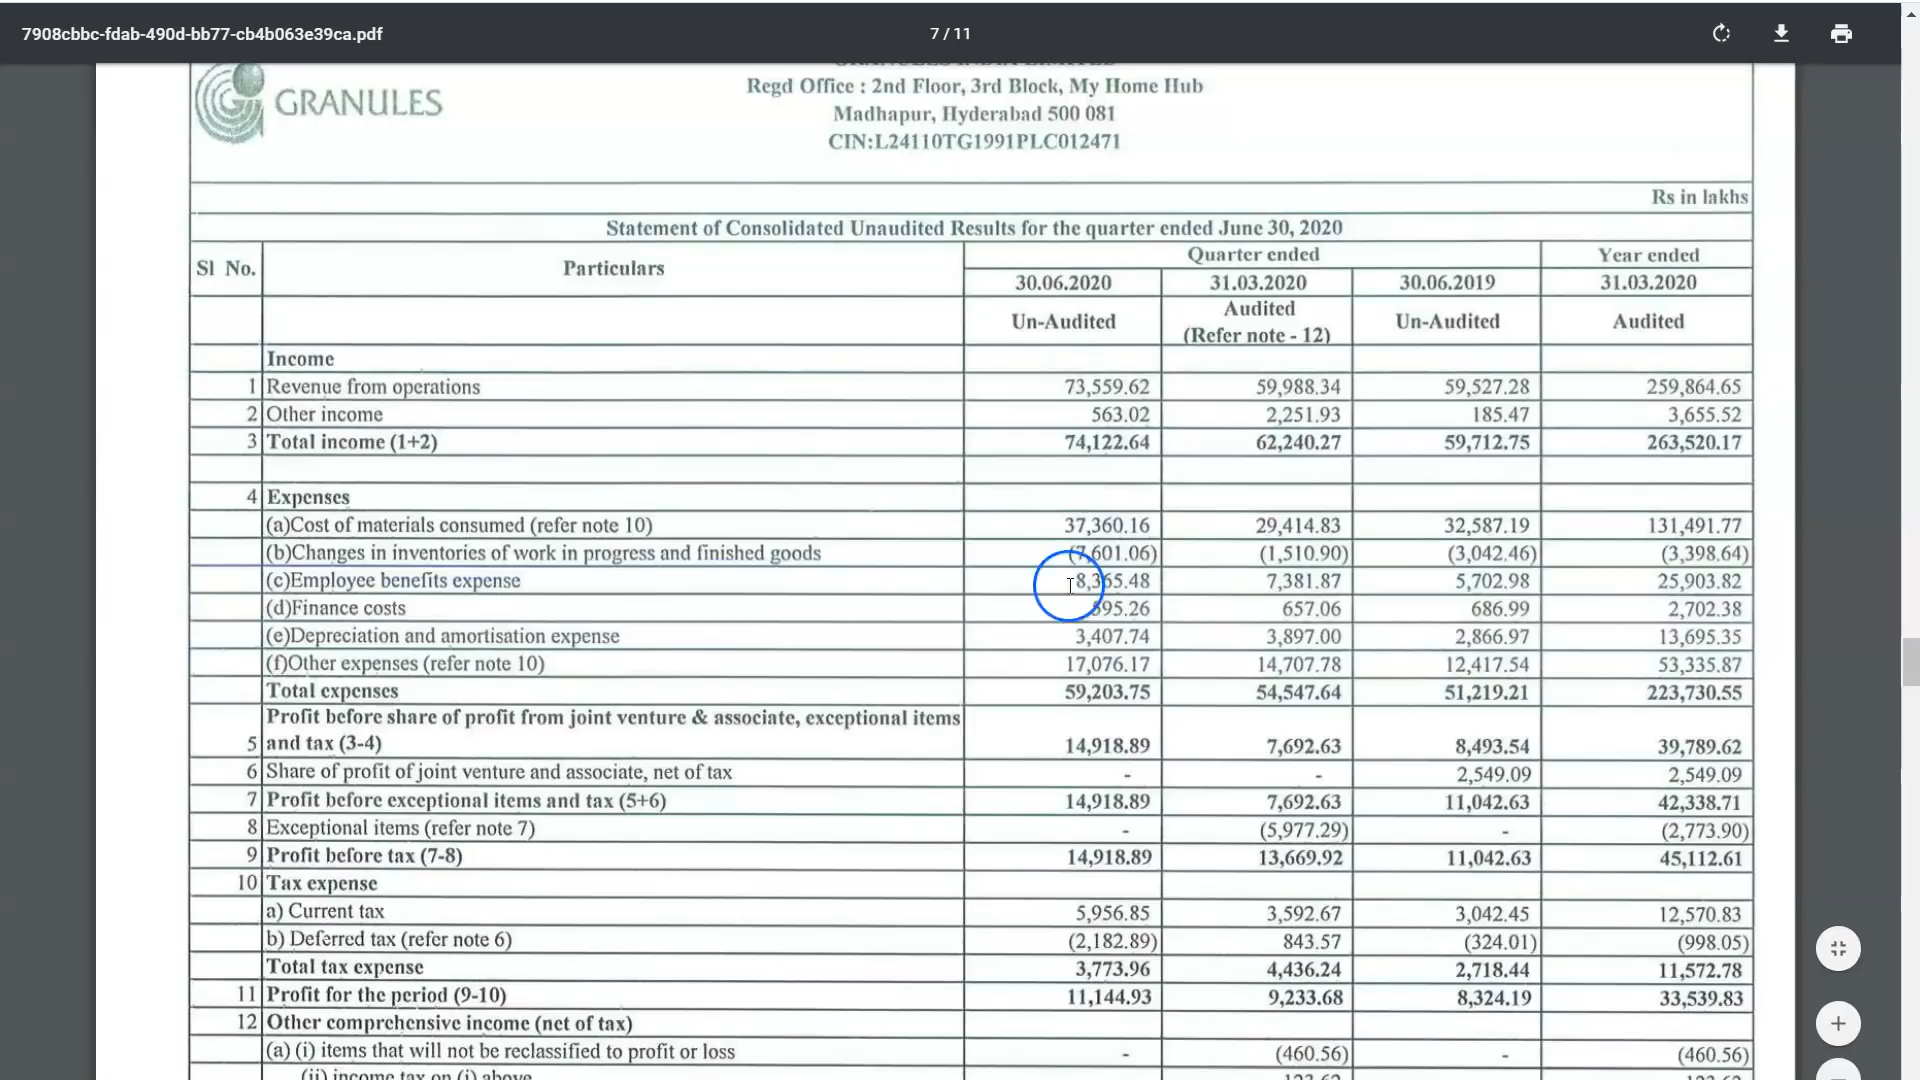 7908cbbc-fdab-490d-bb77-cb4b063e39ca.pdf 7 / 11
Regd Office : 2nd Floor, 3rd Block, My Home Hub
GRANULES
Madhapur, Hyderabad 500 081
CIN:L24110TG1991PLC012471
Rs in lakhs
Statement of Consolidated Unaudited Results for the quarter ended June 30, 2020
Sl No. Particulars Quarter ended Year ended
30.06.2020 31.03.2020 30.06.2019 31.03.2020
Un-Audited Audited (Refer note - 12) Un-Audited Audited
Income
1 Revenue from operations 73,559.62 59,988.34 59,527.28 259,864.65
2 Other income 563.02 2,251.93 185.47 3,655.52
3 Total income (1+2) 74,122.64 62,240.27 59,712.75 263,520.17
4 Expenses
(a)Cost of materials consumed (refer note 10) 37,360.16 29,414.83 32,587.19 131,491.77
(b)Changes in inventories of work in progress and finished goods (7,601.06) (1,510.90) (3,042.46) (3,398.64)
(c)Employee benefits expense 8,365.48 7,381.87 5,702.98 25,903.82
(d)Finance costs 595.26 657.06 686.99 2,702.38
(e)Depreciation and amortisation expense 3,407.74 3,897.00 2,866.97 13,695.35
(f)Other expenses (refer note 10) 17,076.17 14,707.78 12,417.54 53,335.87
Total expenses 59,203.75 54,547.64 51,219.21 223,730.55
Profit before share of profit from joint venture & associate, exceptional items
5 and tax (3-4) 14,918.89 7,692.63 8,493.54 39,789.62
6 Share of profit of joint venture and associate, net of tax - - 2,549.09 2,549.09
7 Profit before exceptional items and tax (5+6) 14,918.89 7,692.63 11,042.63 42,338.71
8 Exceptional items (refer note 7) - (5,977.29) - (2,773.90)
9 Profit before tax (7-8) 14,918.89 13,669.92 11,042.63 45,112.61
10 Tax expense
a) Current tax 5,956.85 3,592.67 3,042.45 12,570.83
b) Deferred tax (refer note 6) (2,182.89) 843.57 (324.01) (998.05)
Total tax expense 3,773.96 4,436.24 2,718.44 11,572.78
11 Profit for the period (9-10) 11,144.93 9,233.68 8,324.19 33,539.83
12 Other comprehensive income (net of tax)
(a) (i) items that will not be reclassified to profit or loss - (460.56) - (460.56)
(ii) income tax on (i) above